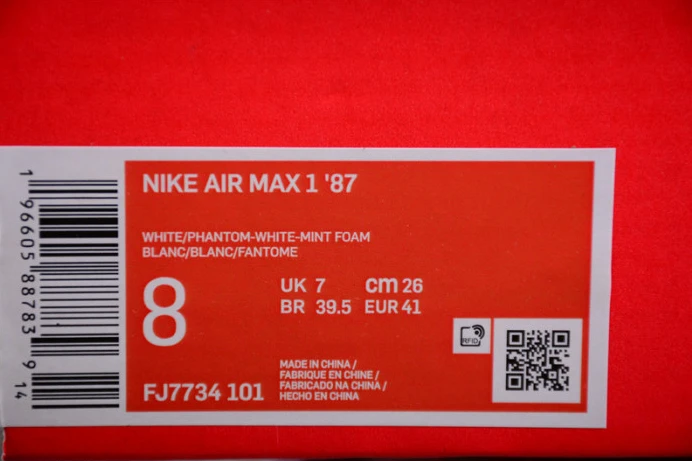 NIKE AIR MAX 1 '87
WHITE/PHANTOM-WHITE-MINT FOAM
BLANC/BLANC/FANTOME
8
UK 7 cm 26
BR 39.5 EUR 41
FJ7734 101
MADE IN CHINA /
FABRIQUE EN CHINE /
FABRICADO NA CHINA /
HECHO EN CHINA
RFID
1 96605 88783 9 14